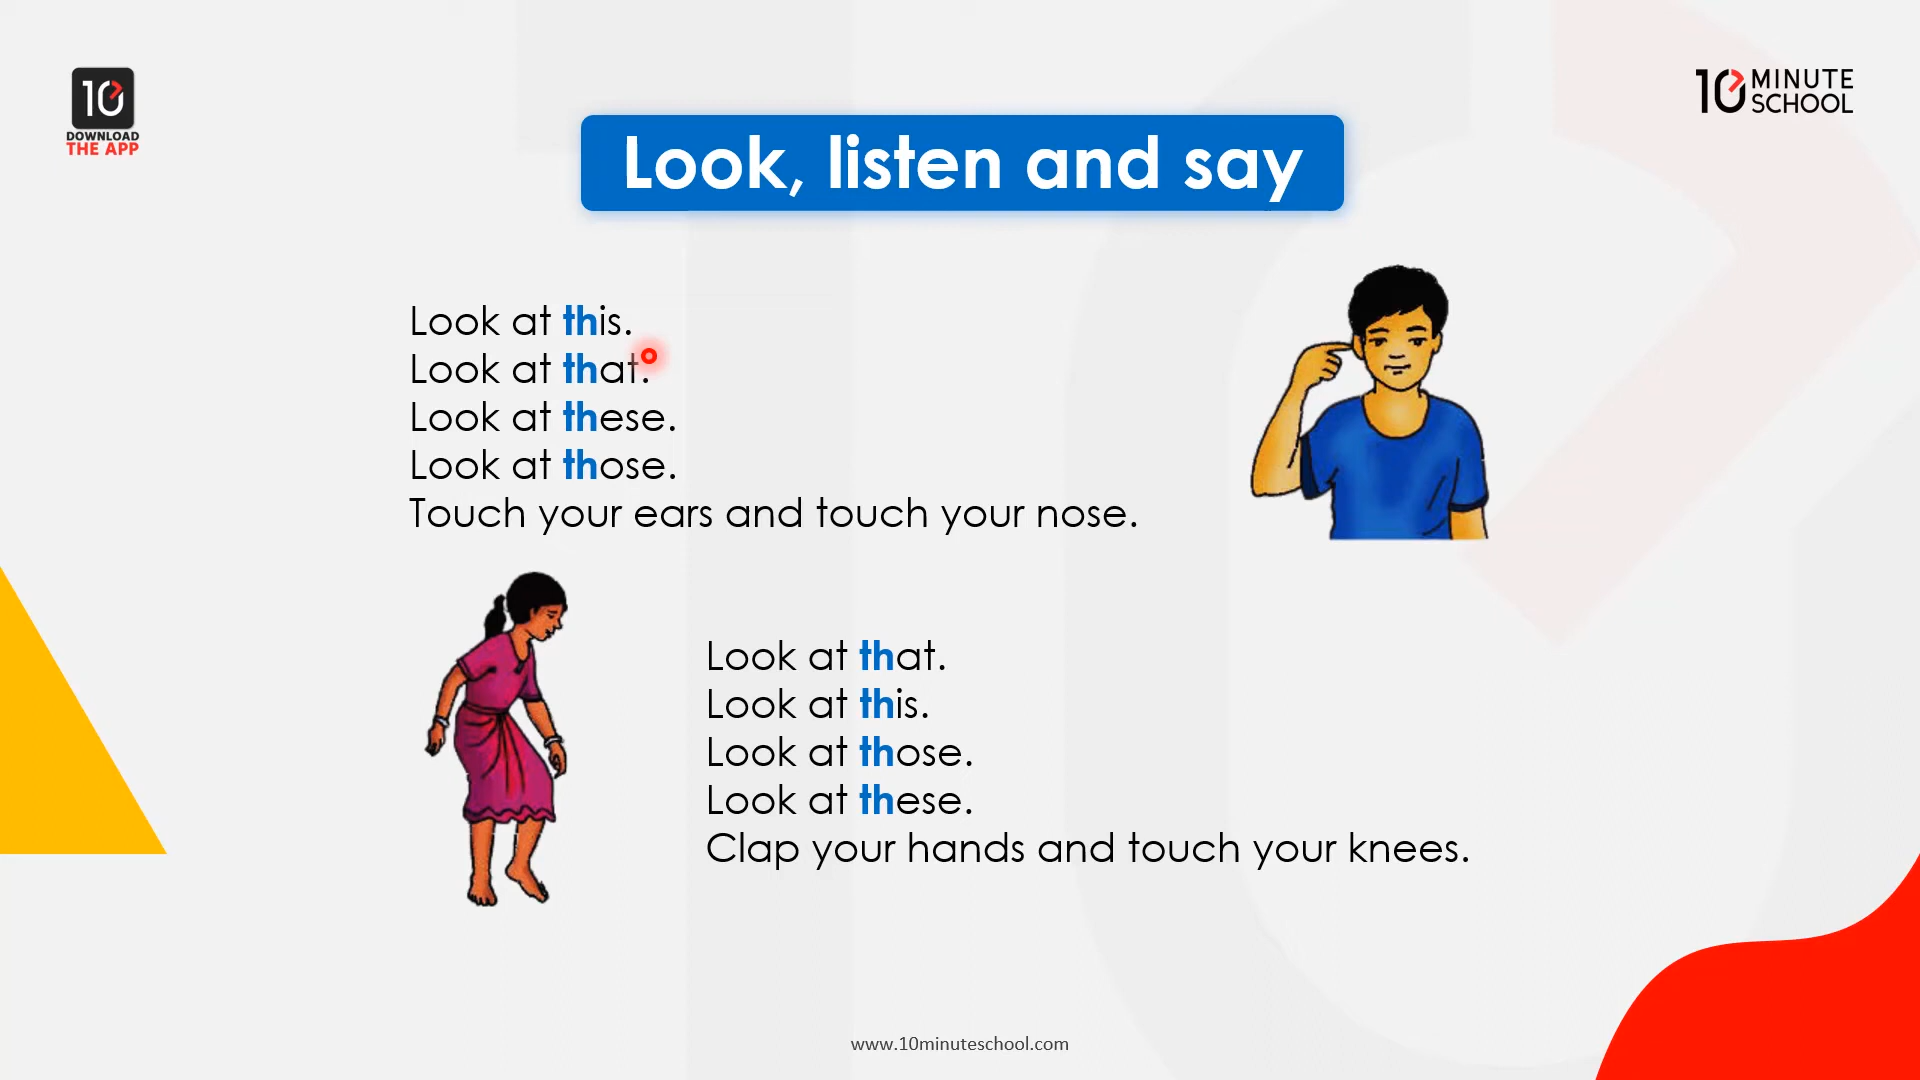 10
DOWNLOAD
THE APP
10 MINUTE
SCHOOL
Look, listen and say
Look at this.
Look at that.
Look at these.
Look at those.
Touch your ears and touch your nose.
Look at that.
Look at this.
Look at those.
Look at these.
Clap your hands and touch your knees.
www.10minuteschool.com